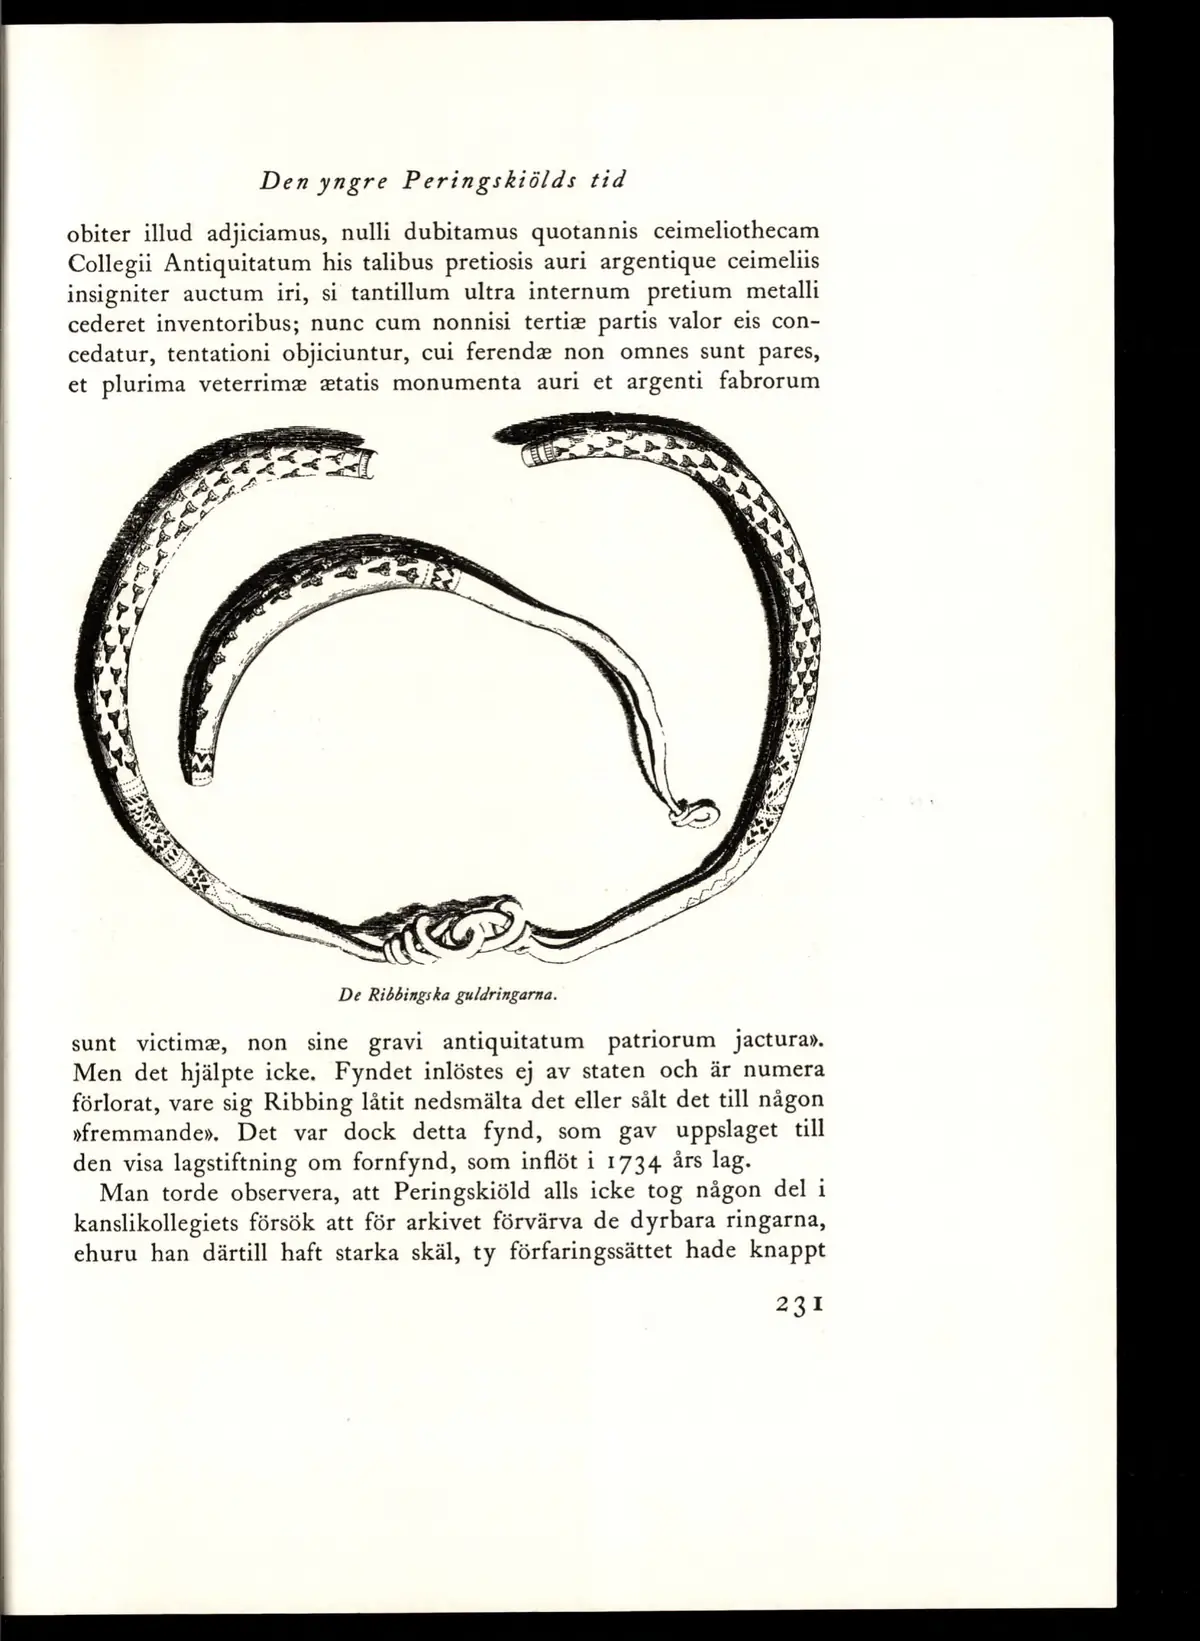 Den yngre Peringskiölds tid
obiter illud adjiciamus, nulli dubitamus quotannis ceimeliothecam
Collegii Antiquitatum his talibus pretiosis auri argentique ceimeliis
insigniter auctum iri, si tantillum ultra internum pretium metalli
cederet inventoribus; nunc cum nonnisi tertiæ partis valor eis con-
cedatur, tentationi objiciuntur, cui ferendæ non omnes sunt pares,
et plurima veterrimæ ætatis monumenta auri et argenti fabrorum
De Ribbingska guldringarna.
sunt victimæ, non sine gravi antiquitatum patriorum jactura».
Men det hjälpte icke. Fyndet inlöstes ej av staten och är numera
förlorat, vare sig Ribbing låtit nedsmälta det eller sålt det till någon
»fremmande». Det var dock detta fynd, som gav uppslaget till
den visa lagstiftning om fornfynd, som inflöt i 1734 års lag.
Man torde observera, att Peringskiöld alls icke tog någon del i
kanslikollegiets försök att för arkivet förvärva de dyrbara ringarna,
ehuru han därtill haft starka skäl, ty förfaringssättet hade knappt
231